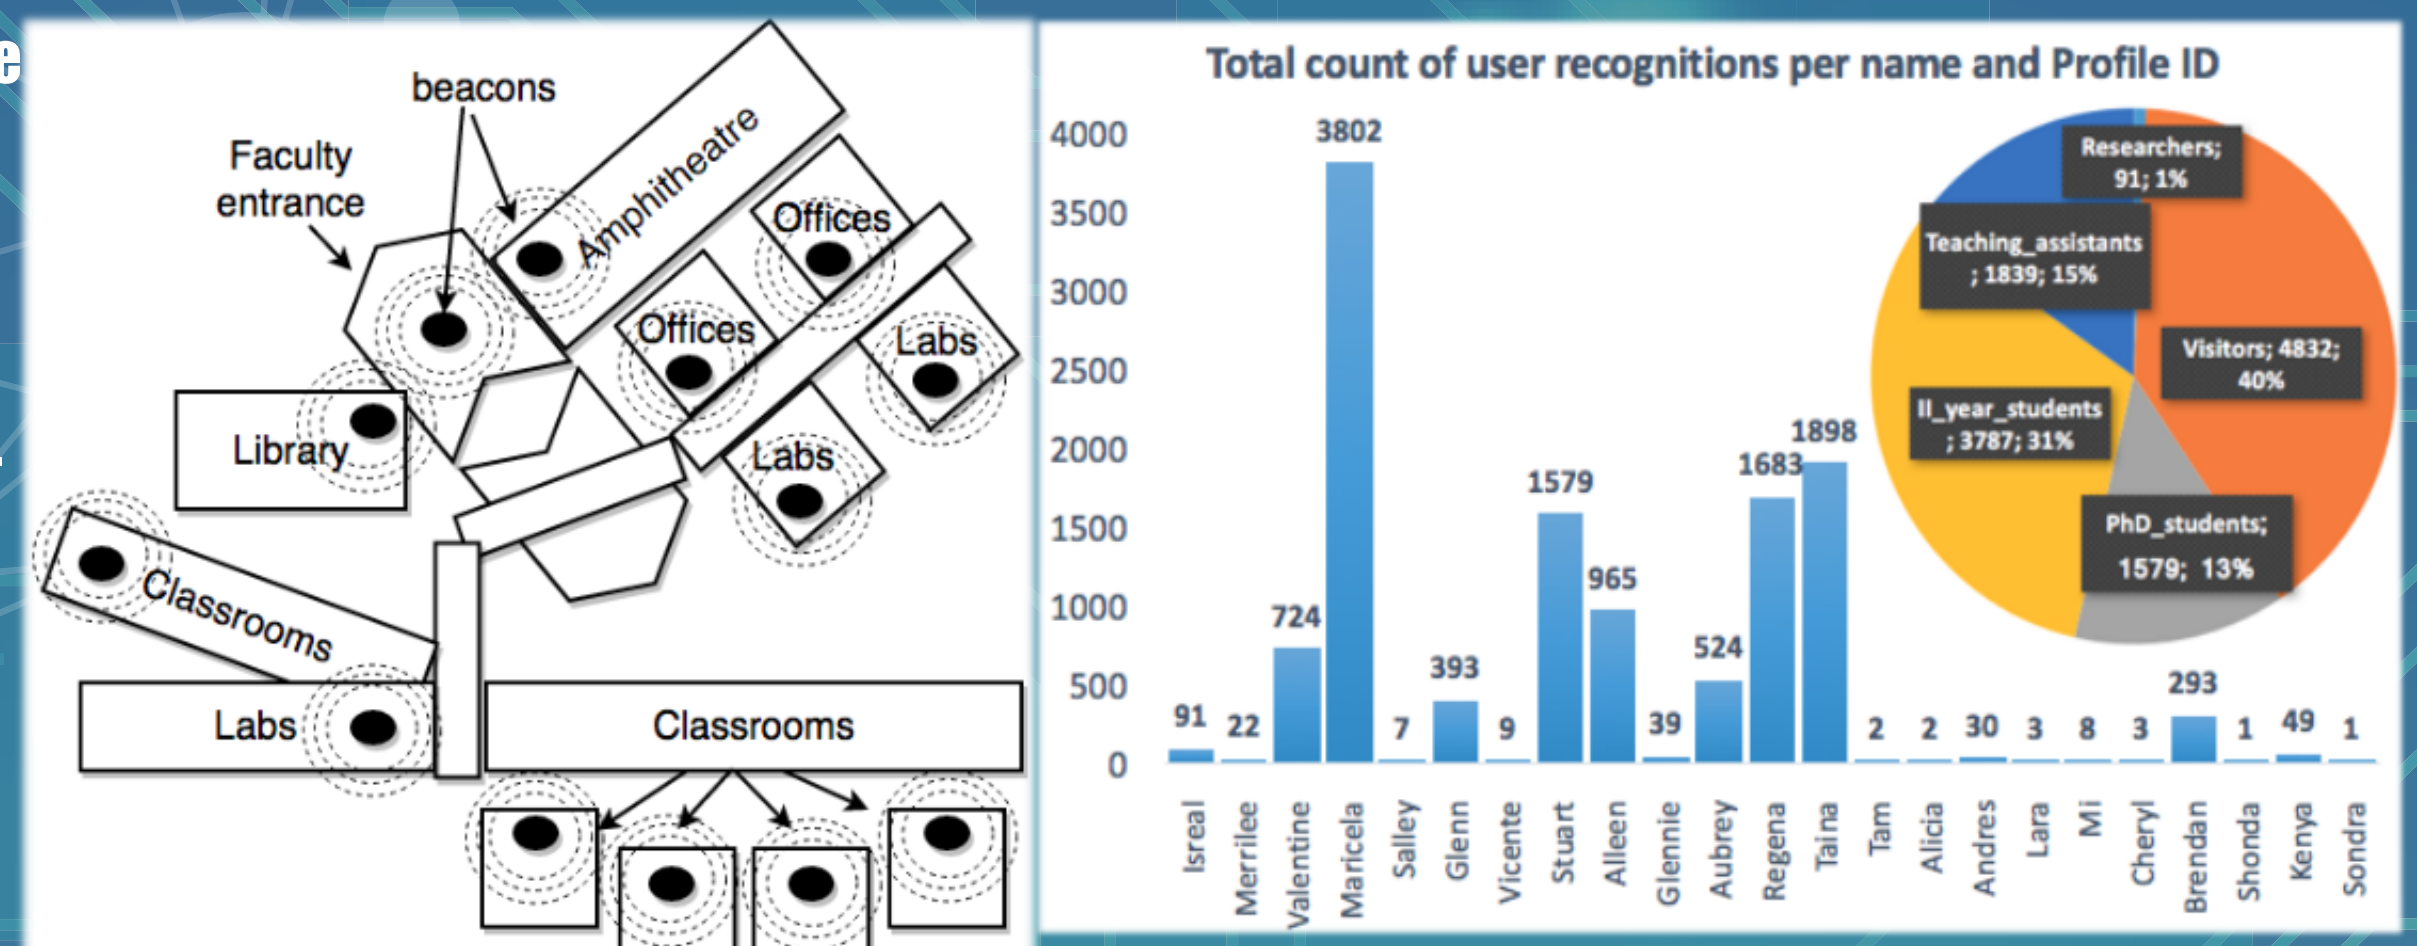 e
beacons
Faculty
entrance
Amphitheatre
Offices
Offices
Labs
Labs
Library
Classrooms
Labs
Classrooms
Total count of user recognitions per name and Profile ID
4000
3500
3000
2500
2000
1500
1000
500
0
91
22
724
3802
7
393
9
1579
965
39
524
1683
1898
2
2
30
3
8
3
293
1
49
1
Isreal
Merrilee
Valentine
Maricela
Salley
Glenn
Vicente
Stuart
Alleen
Glennie
Aubrey
Regena
Taina
Tam
Alicia
Andres
Lara
Mi
Cheryl
Brendan
Shonda
Kenya
Sondra
Researchers;
91; 1%
Teaching_assistants
; 1839; 15%
Visitors; 4832;
40%
II_year_students
; 3787; 31%
PhD_students;
1579; 13%